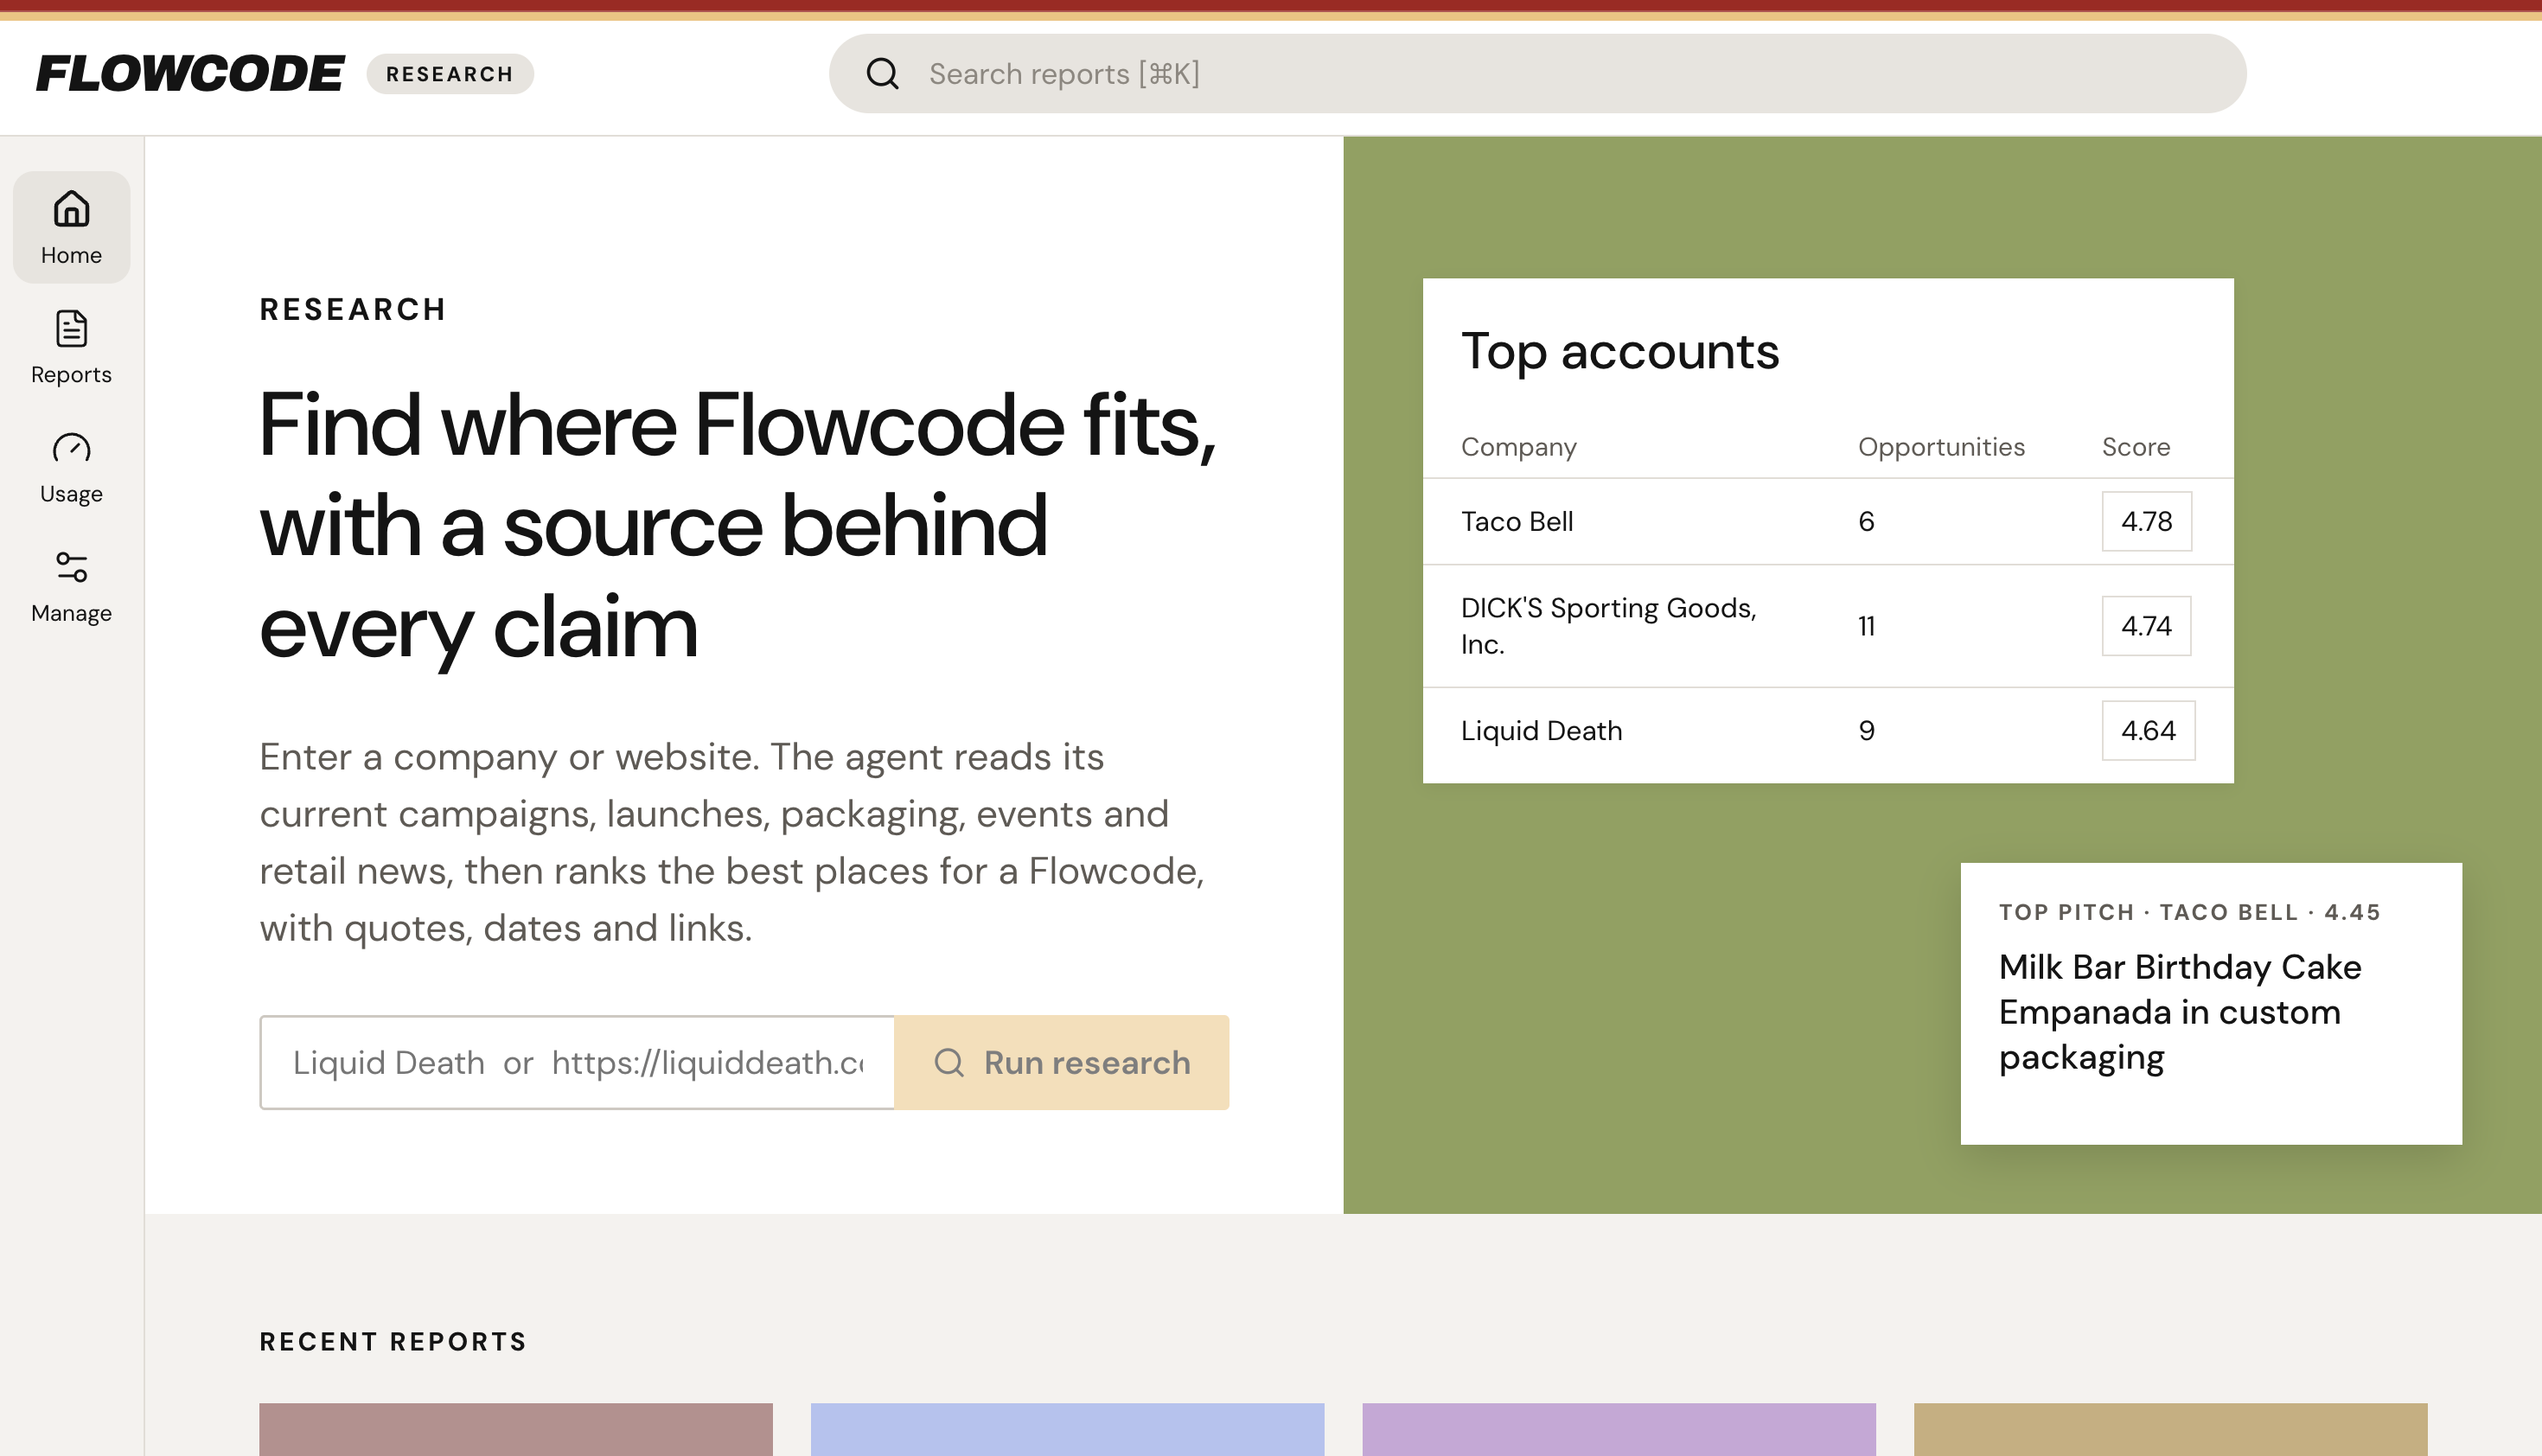 FLOWCODE RESEARCH
Search reports [⌘K]
Home
Reports
Usage
Manage
RESEARCH
Find where Flowcode fits,
with a source behind
every claim
Enter a company or website. The agent reads its
current campaigns, launches, packaging, events and
retail news, then ranks the best places for a Flowcode,
with quotes, dates and links.
Liquid Death or https://liquiddeath.c
Run research
Top accounts
Company Opportunities Score
Taco Bell 6 4.78
DICK'S Sporting Goods,
Inc. 11 4.74
Liquid Death 9 4.64
TOP PITCH · TACO BELL · 4.45
Milk Bar Birthday Cake
Empanada in custom
packaging
RECENT REPORTS